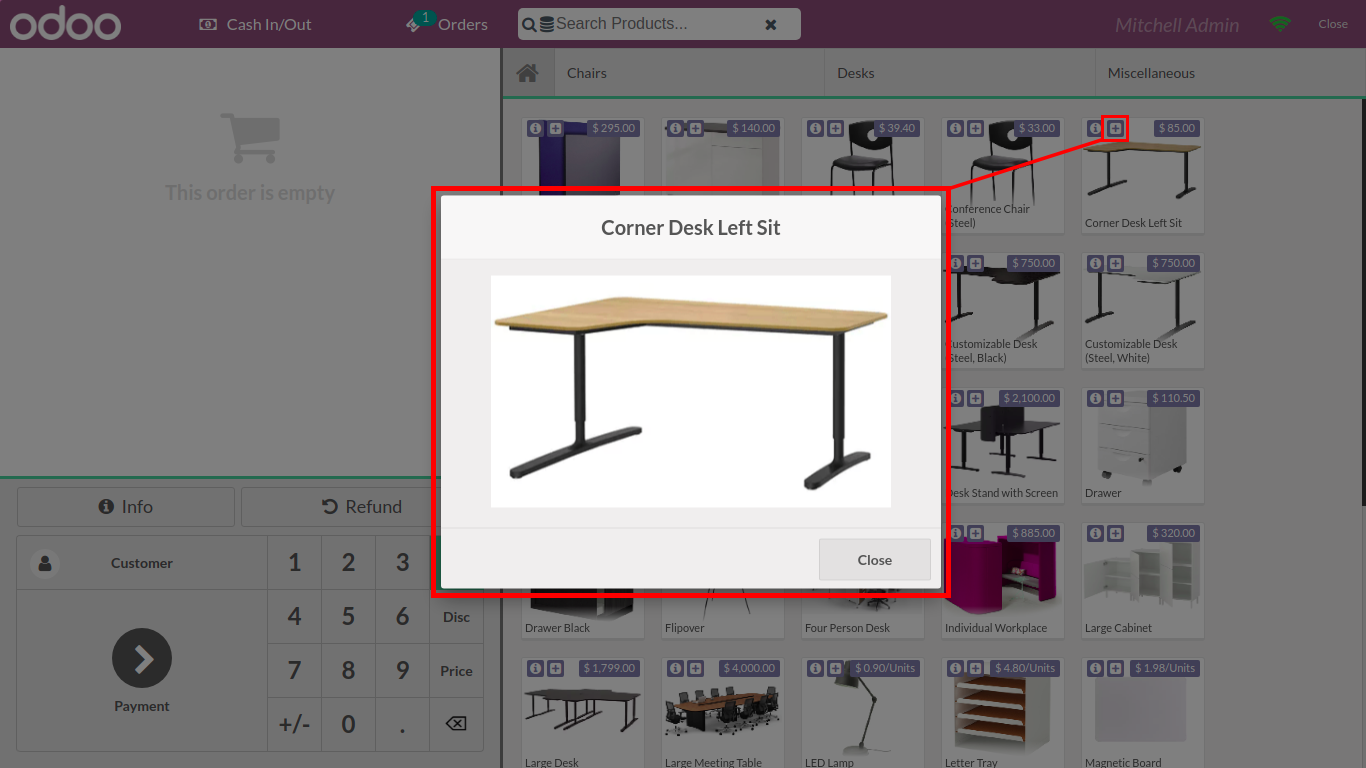 odoo
Cash In/Out
1
Orders
Search Products...
Mitchell Admin
Close
Chairs
Desks
Miscellaneous
This order is empty
$ 295.00
$ 140.00
$ 39.40
$ 33.00
$ 85.00
Conference Chair
(Steel)
Corner Desk Left Sit
Corner Desk Left Sit
$ 750.00
$ 750.00
Customizable Desk
(Steel, Black)
Customizable Desk
(Steel, White)
$ 2,100.00
$ 110.50
Desk Stand with Screen
Drawer
Info
Refund
Close
$ 885.00
$ 320.00
Customer
1
2
3
4
5
6
Disc
7
8
9
Price
Payment
+/-
0
.
Drawer Black
Flipover
Four Person Desk
Individual Workplace
Large Cabinet
$ 1,799.00
$ 4,000.00
$ 0.90/Units
$ 4.80/Units
$ 1.98/Units
Large Desk
Large Meeting Table
LED Lamp
Letter Tray
Magnetic Board